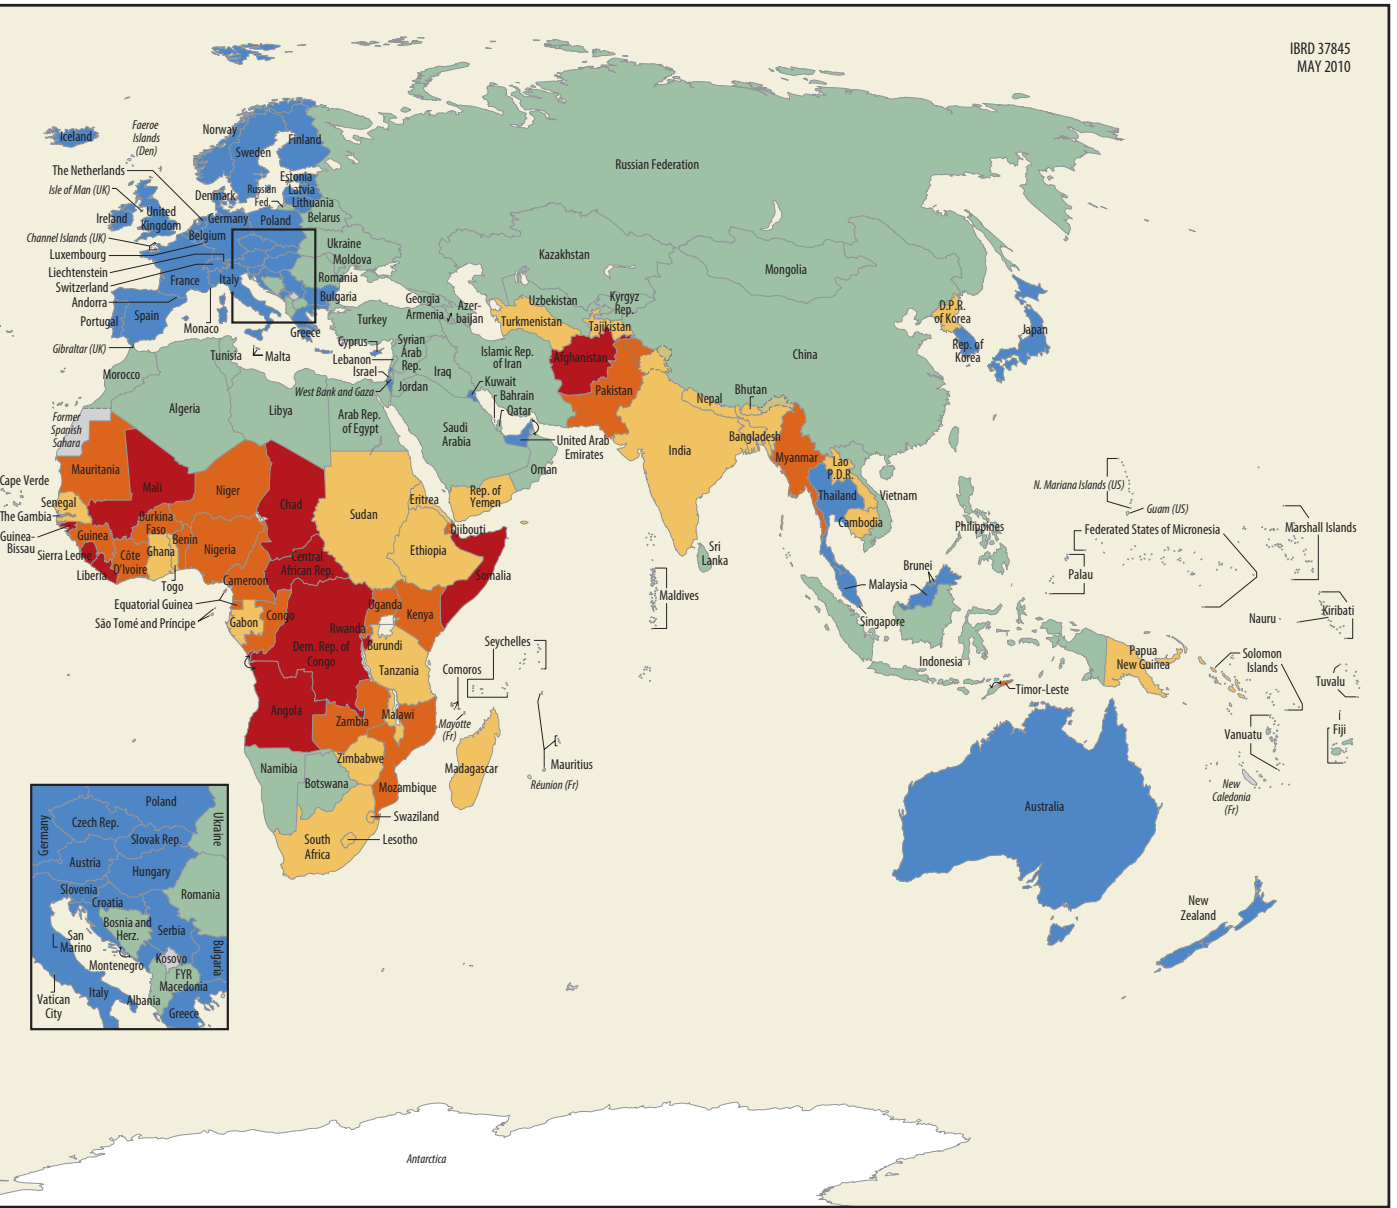 IBRD 37845
MAY 2010
Iceland
Faeroe
Islands
(Den)
Norway
Sweden
Finland
The Netherlands
Isle of Man (UK)
Estonia
Latvia
Lithuania
Russian
Fed.
Denmark
Russian Federation
Ireland
United
Kingdom
Germany
Poland
Belarus
Channel Islands (UK)
Belgium
Luxembourg
Liechtenstein
Switzerland
Andorra
France
Italy
Ukraine
Moldova
Romania
Bulgaria
Kazakhstan
Mongolia
Portugal
Spain
Monaco
Greece
Gibraltar (UK)
Georgia
Armenia
Azer-
baijan
Turkey
Uzbekistan
Kyrgyz
Rep.
Turkmenistan
Tajikistan
D.P.R.
of Korea
Rep. of
Korea
Japan
China
Tunisia
Malta
Cyprus
Lebanon
Israel
West Bank and Gaza
Syrian
Arab
Rep.
Iraq
Jordan
Islamic Rep.
of Iran
Afghanistan
Kuwait
Bahrain
Qatar
Pakistan
Nepal
Bhutan
Morocco
Algeria
Libya
Arab Rep.
of Egypt
Former
Spanish
Sahara
Saudi
Arabia
United Arab
Emirates
Oman
India
Bangladesh
Myanmar
Lao
P.D.R.
Thailand
Vietnam
Cambodia
Philippines
N. Mariana Islands (US)
Guam (US)
Federated States of Micronesia
Marshall Islands
Palau
Mauritania
Mali
Niger
Chad
Sudan
Eritrea
Rep. of
Yemen
Cape Verde
Senegal
The Gambia
Guinea-
Bissau
Guinea
Sierra Leone
Liberia
Burkina
Faso
Côte
D'Ivoire
Ghana
Benin
Togo
Nigeria
Cameroon
Central
African Rep.
Djibouti
Ethiopia
Somalia
Sri
Lanka
Maldives
Brunei
Malaysia
Singapore
Equatorial Guinea
São Tomé and Príncipe
Gabon
Congo
Uganda
Kenya
Rwanda
Burundi
Dem. Rep. of
Congo
Tanzania
Seychelles
Comoros
Indonesia
Papua
New Guinea
Timor-Leste
Nauru
Kiribati
Solomon
Islands
Tuvalu
Fiji
Vanuatu
New
Caledonia
(Fr)
Angola
Zambia
Malawi
Mayotte
(Fr)
Zimbabwe
Mozambique
Madagascar
Mauritius
Réunion (Fr)
Namibia
Botswana
Swaziland
Lesotho
South
Africa
Australia
New
Zealand
Poland
Germany
Czech Rep.
Slovak Rep.
Ukraine
Austria
Hungary
Slovenia
Croatia
Romania
Bosnia and
Herz.
Serbia
San
Marino
Montenegro
Kosovo
Bulgaria
FYR
Macedonia
Albania
Italy
Vatican
City
Greece
Antarctica